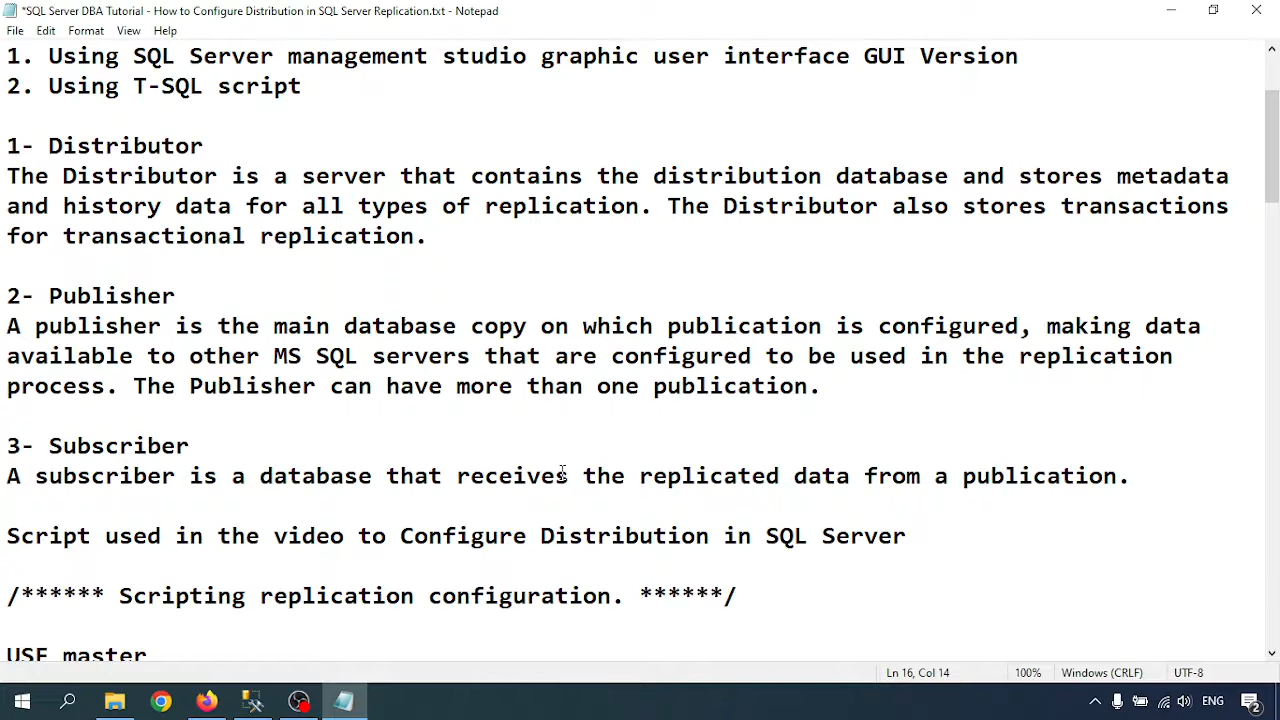 *SQL Server DBA Tutorial - How to Configure Distribution in SQL Server Replication.txt - Notepad
File Edit Format View Help
1. Using SQL Server management studio graphic user interface GUI Version
2. Using T-SQL script
1- Distributor
The Distributor is a server that contains the distribution database and stores metadata
and history data for all types of replication. The Distributor also stores transactions
for transactional replication.
2- Publisher
A publisher is the main database copy on which publication is configured, making data
available to other MS SQL servers that are configured to be used in the replication
process. The Publisher can have more than one publication.
3- Subscriber
A subscriber is a database that receives the replicated data from a publication.
Script used in the video to Configure Distribution in SQL Server
/****** Scripting replication configuration. ******/
USE master
Ln 16, Col 14 100% Windows (CRLF) UTF-8
ENG 2